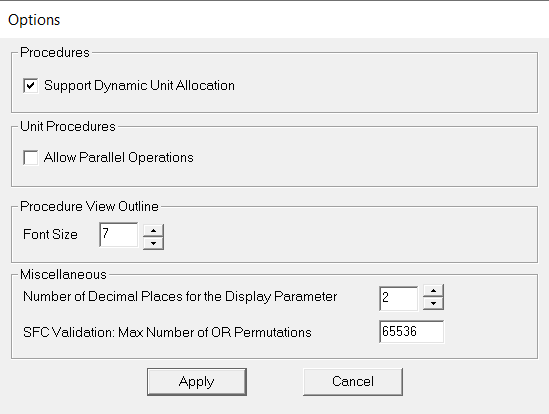 Options
Procedures
Support Dynamic Unit Allocation
Unit Procedures
Allow Parallel Operations
Procedure View Outline
Font Size 7
Miscellaneous
Number of Decimal Places for the Display Parameter 2
SFC Validation: Max Number of OR Permutations 65536
Apply Cancel